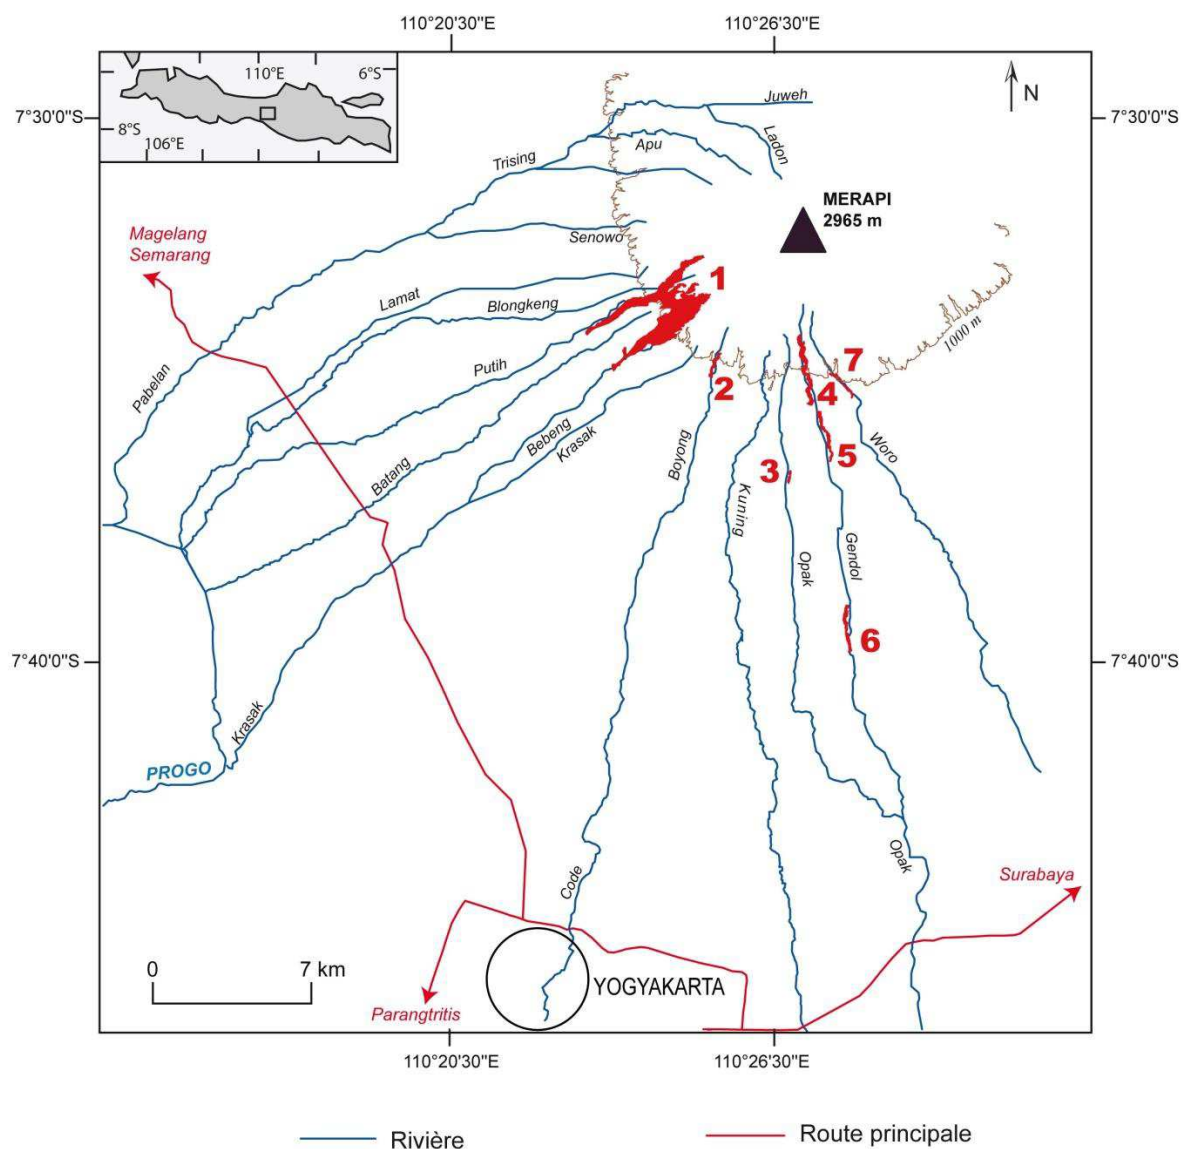 110°20'30"E
110°26'30"E
110°E
6°S
8°S
106°E
N
7°30'0"S
7°30'0"S
Juweh
Ladon
Apu
Trising
MERAPI
2965 m
Senowo
Magelang
Semarang
1
Lamat
Blongkeng
1000 m
Putih
Pabelan
2
7
4
Bebeng
Krasak
Batang
Boyong
3
5
Woro
Kuning
Opak
Gendol
6
7°40'0"S
7°40'0"S
Krasak
PROGO
Code
Opak
Surabaya
0
7 km
YOGYAKARTA
Parangtritis
110°20'30"E
110°26'30"E
Rivière
Route principale